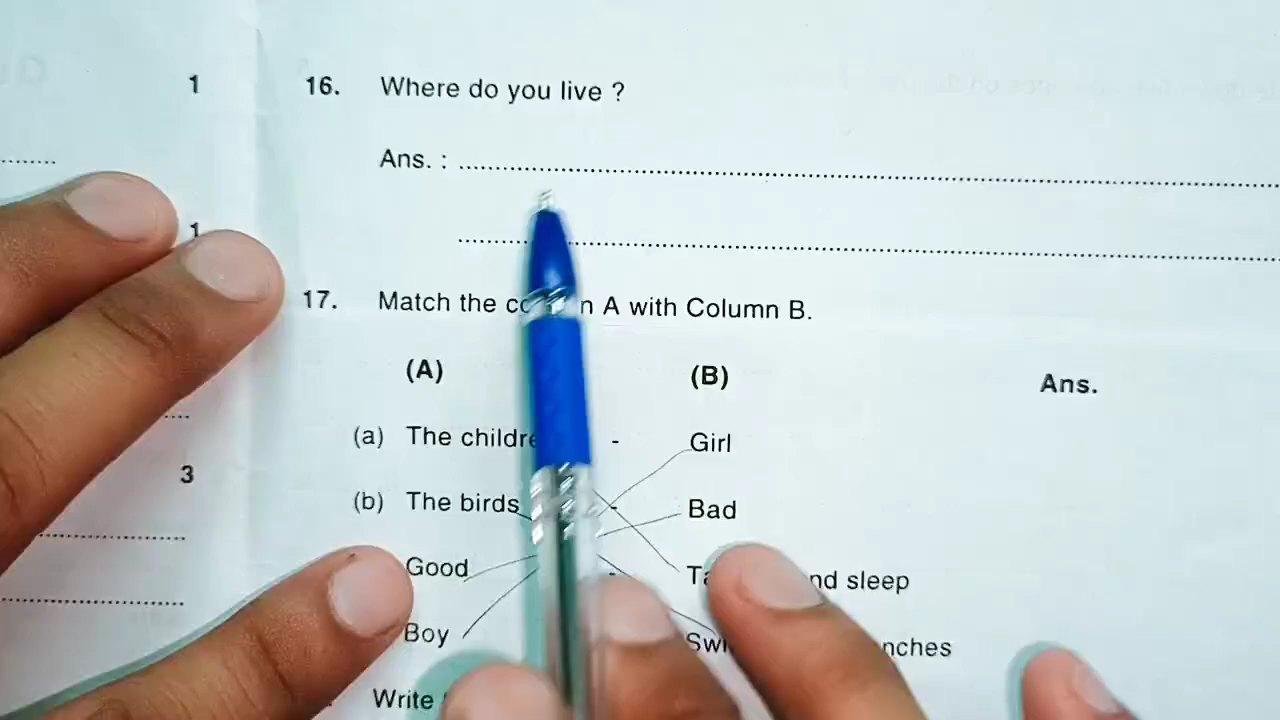 1
16. Where do you live ?
Ans. :
1
17. Match the n A with Column B.
(A) (B) Ans.
(a) The childre - Girl
3
(b) The birds - Bad
Good - nd sleep
Boy nches
Write